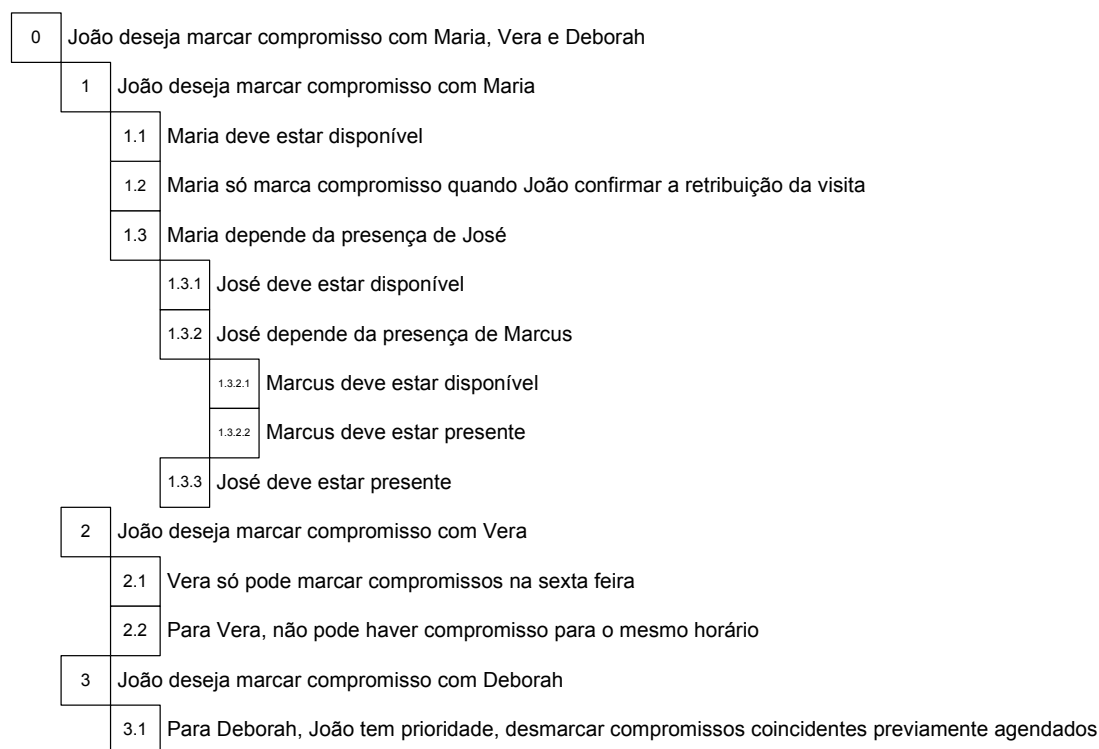 0 João deseja marcar compromisso com Maria, Vera e Deborah
1 João deseja marcar compromisso com Maria
1.1 Maria deve estar disponível
1.2 Maria só marca compromisso quando João confirmar a retribuição da visita
1.3 Maria depende da presença de José
1.3.1 José deve estar disponível
1.3.2 José depende da presença de Marcus
1.3.2.1 Marcus deve estar disponível
1.3.2.2 Marcus deve estar presente
1.3.3 José deve estar presente
2 João deseja marcar compromisso com Vera
2.1 Vera só pode marcar compromissos na sexta feira
2.2 Para Vera, não pode haver compromisso para o mesmo horário
3 João deseja marcar compromisso com Deborah
3.1 Para Deborah, João tem prioridade, desmarcar compromissos coincidentes previamente agendados